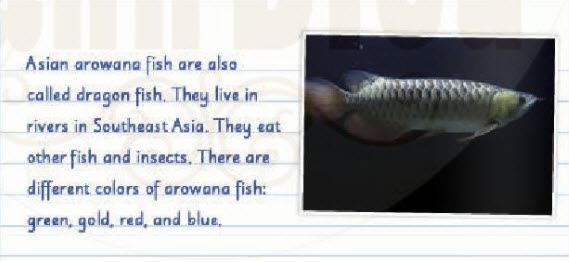 Asian arowana fish are also
called dragon fish. They live in
rivers in Southeast Asia. They eat
other fish and insects. There are
different colors of arowana fish:
green, gold, red, and blue.